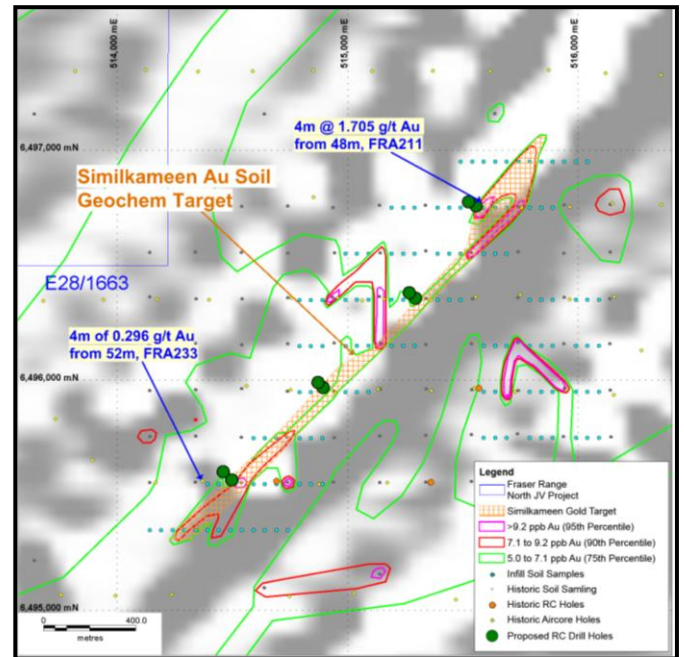 514,000 mE
515,000 mE
516,000 mE
6,497,000 mN
4m @ 1.705 g/t Au
from 48m, FRA211
Similkameen Au Soil
Geochem Target
E28/1663
4m of 0.296 g/t Au
from 52m, FRA233
6,496,000 mN
6,495,000 mN
0
400.0
metres
Legend
Fraser Range
North JV Project
Similkameen Gold Target
>9.2 ppb Au (95th Percentile)
7.1 to 9.2 ppb Au (90th Percentile)
5.0 to 7.1 ppb Au (75th Percentile)
Infill Soil Samples
Historic Soil Samling
Historic RC Holes
Historic Aircore Holes
Proposed RC Drill Holes